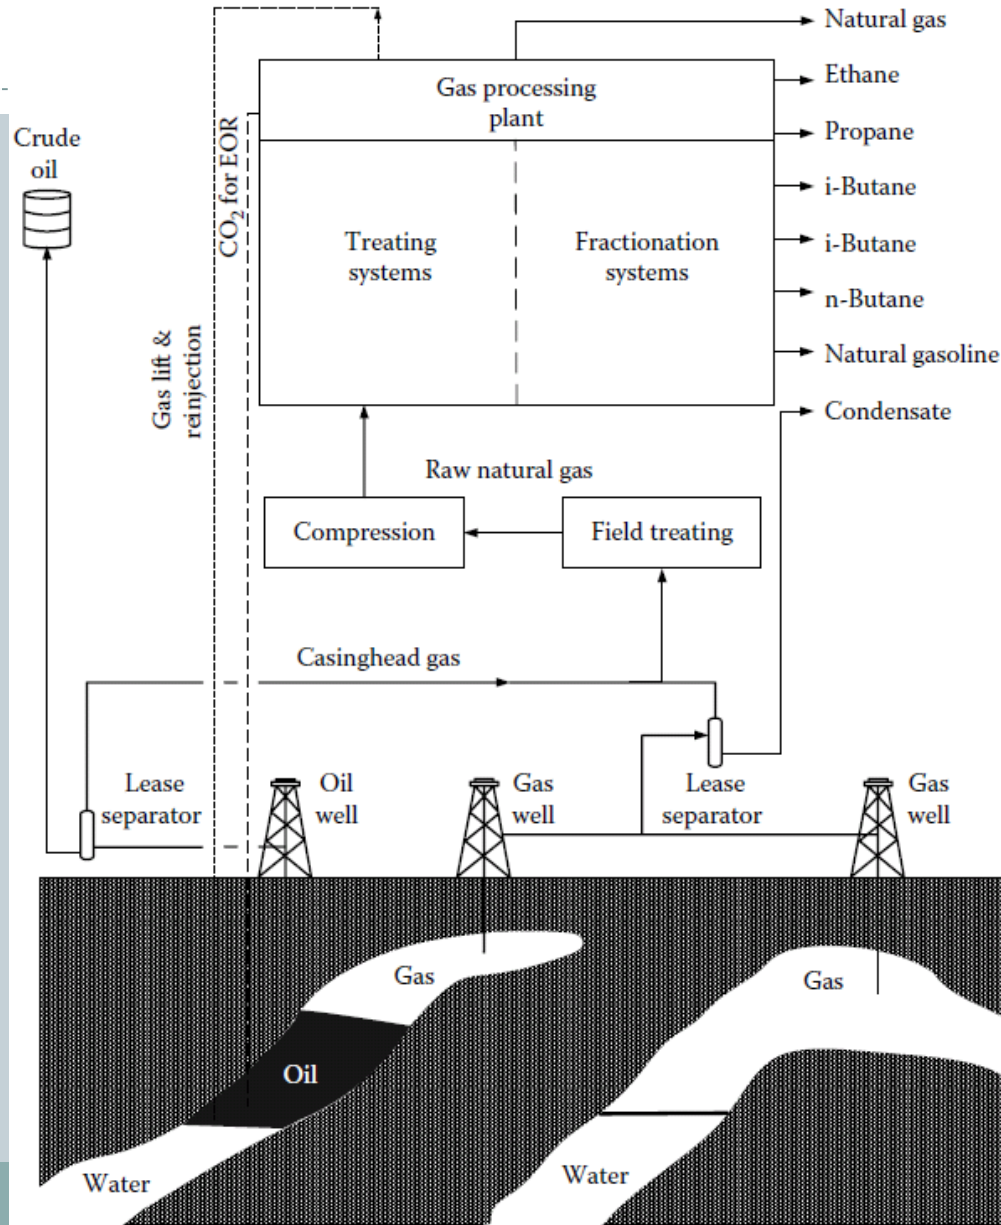 Natural gas
Gas processing
plant
Ethane
Propane
i-Butane
i-Butane
n-Butane
Natural gasoline
Condensate
Crude
oil
CO₂ for EOR
Gas lift &
reinjection
Treating
systems
Fractionation
systems
Raw natural gas
Compression
Field treating
Casinghead gas
Lease
separator
Oil
well
Gas
well
Lease
separator
Gas
well
Gas
Oil
Water
Gas
Water